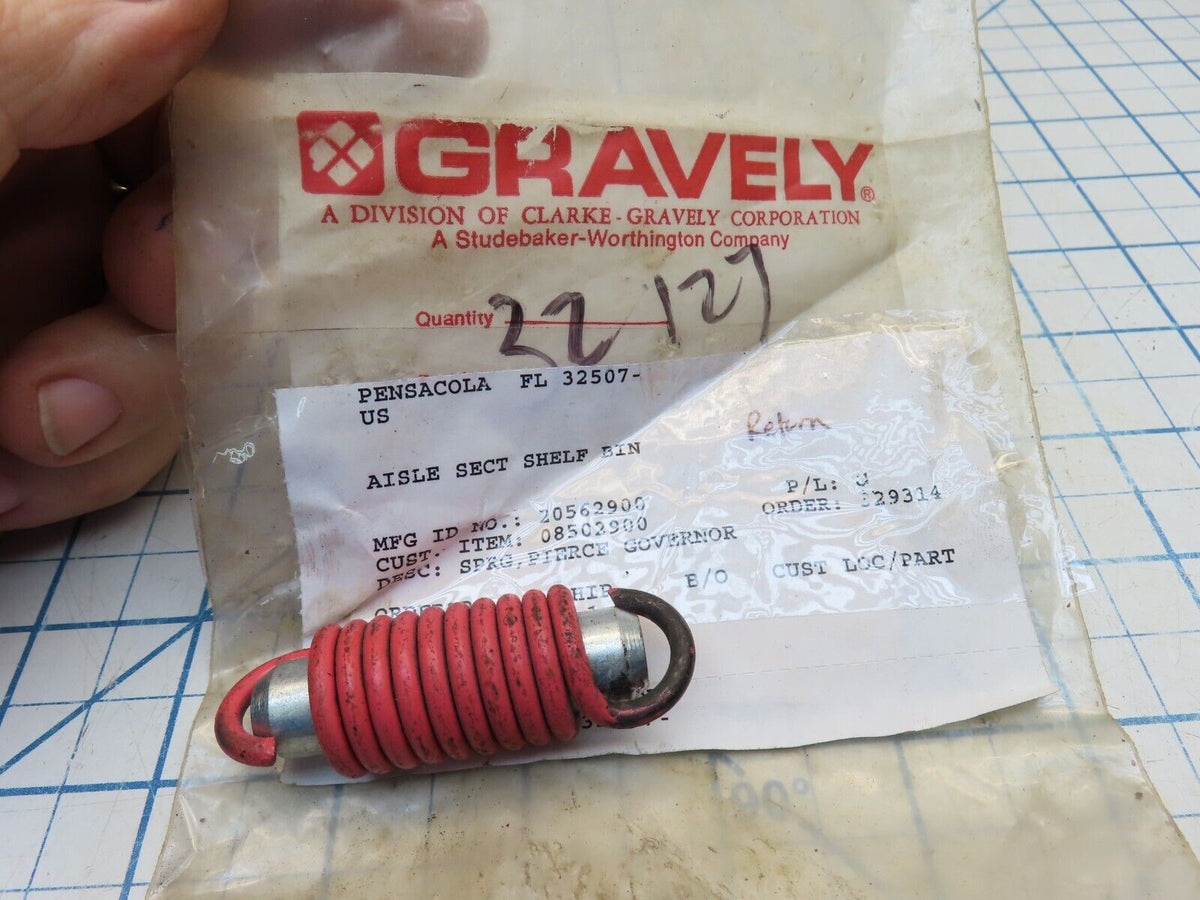 GRAVELY®
A DIVISION OF CLARKE-GRAVELY CORPORATION
A Studebaker-Worthington Company
Quantity 22 127
PENSACOLA FL 32507-
US
Return
AISLE SECT SHELF BIN
P/L: G
MFG ID NO.: 20562900 ORDER: 329314
CUST. ITEM: 08502900
DESC: SPRG,PIERCE GOVERNOR
B/O CUST LOC/PART